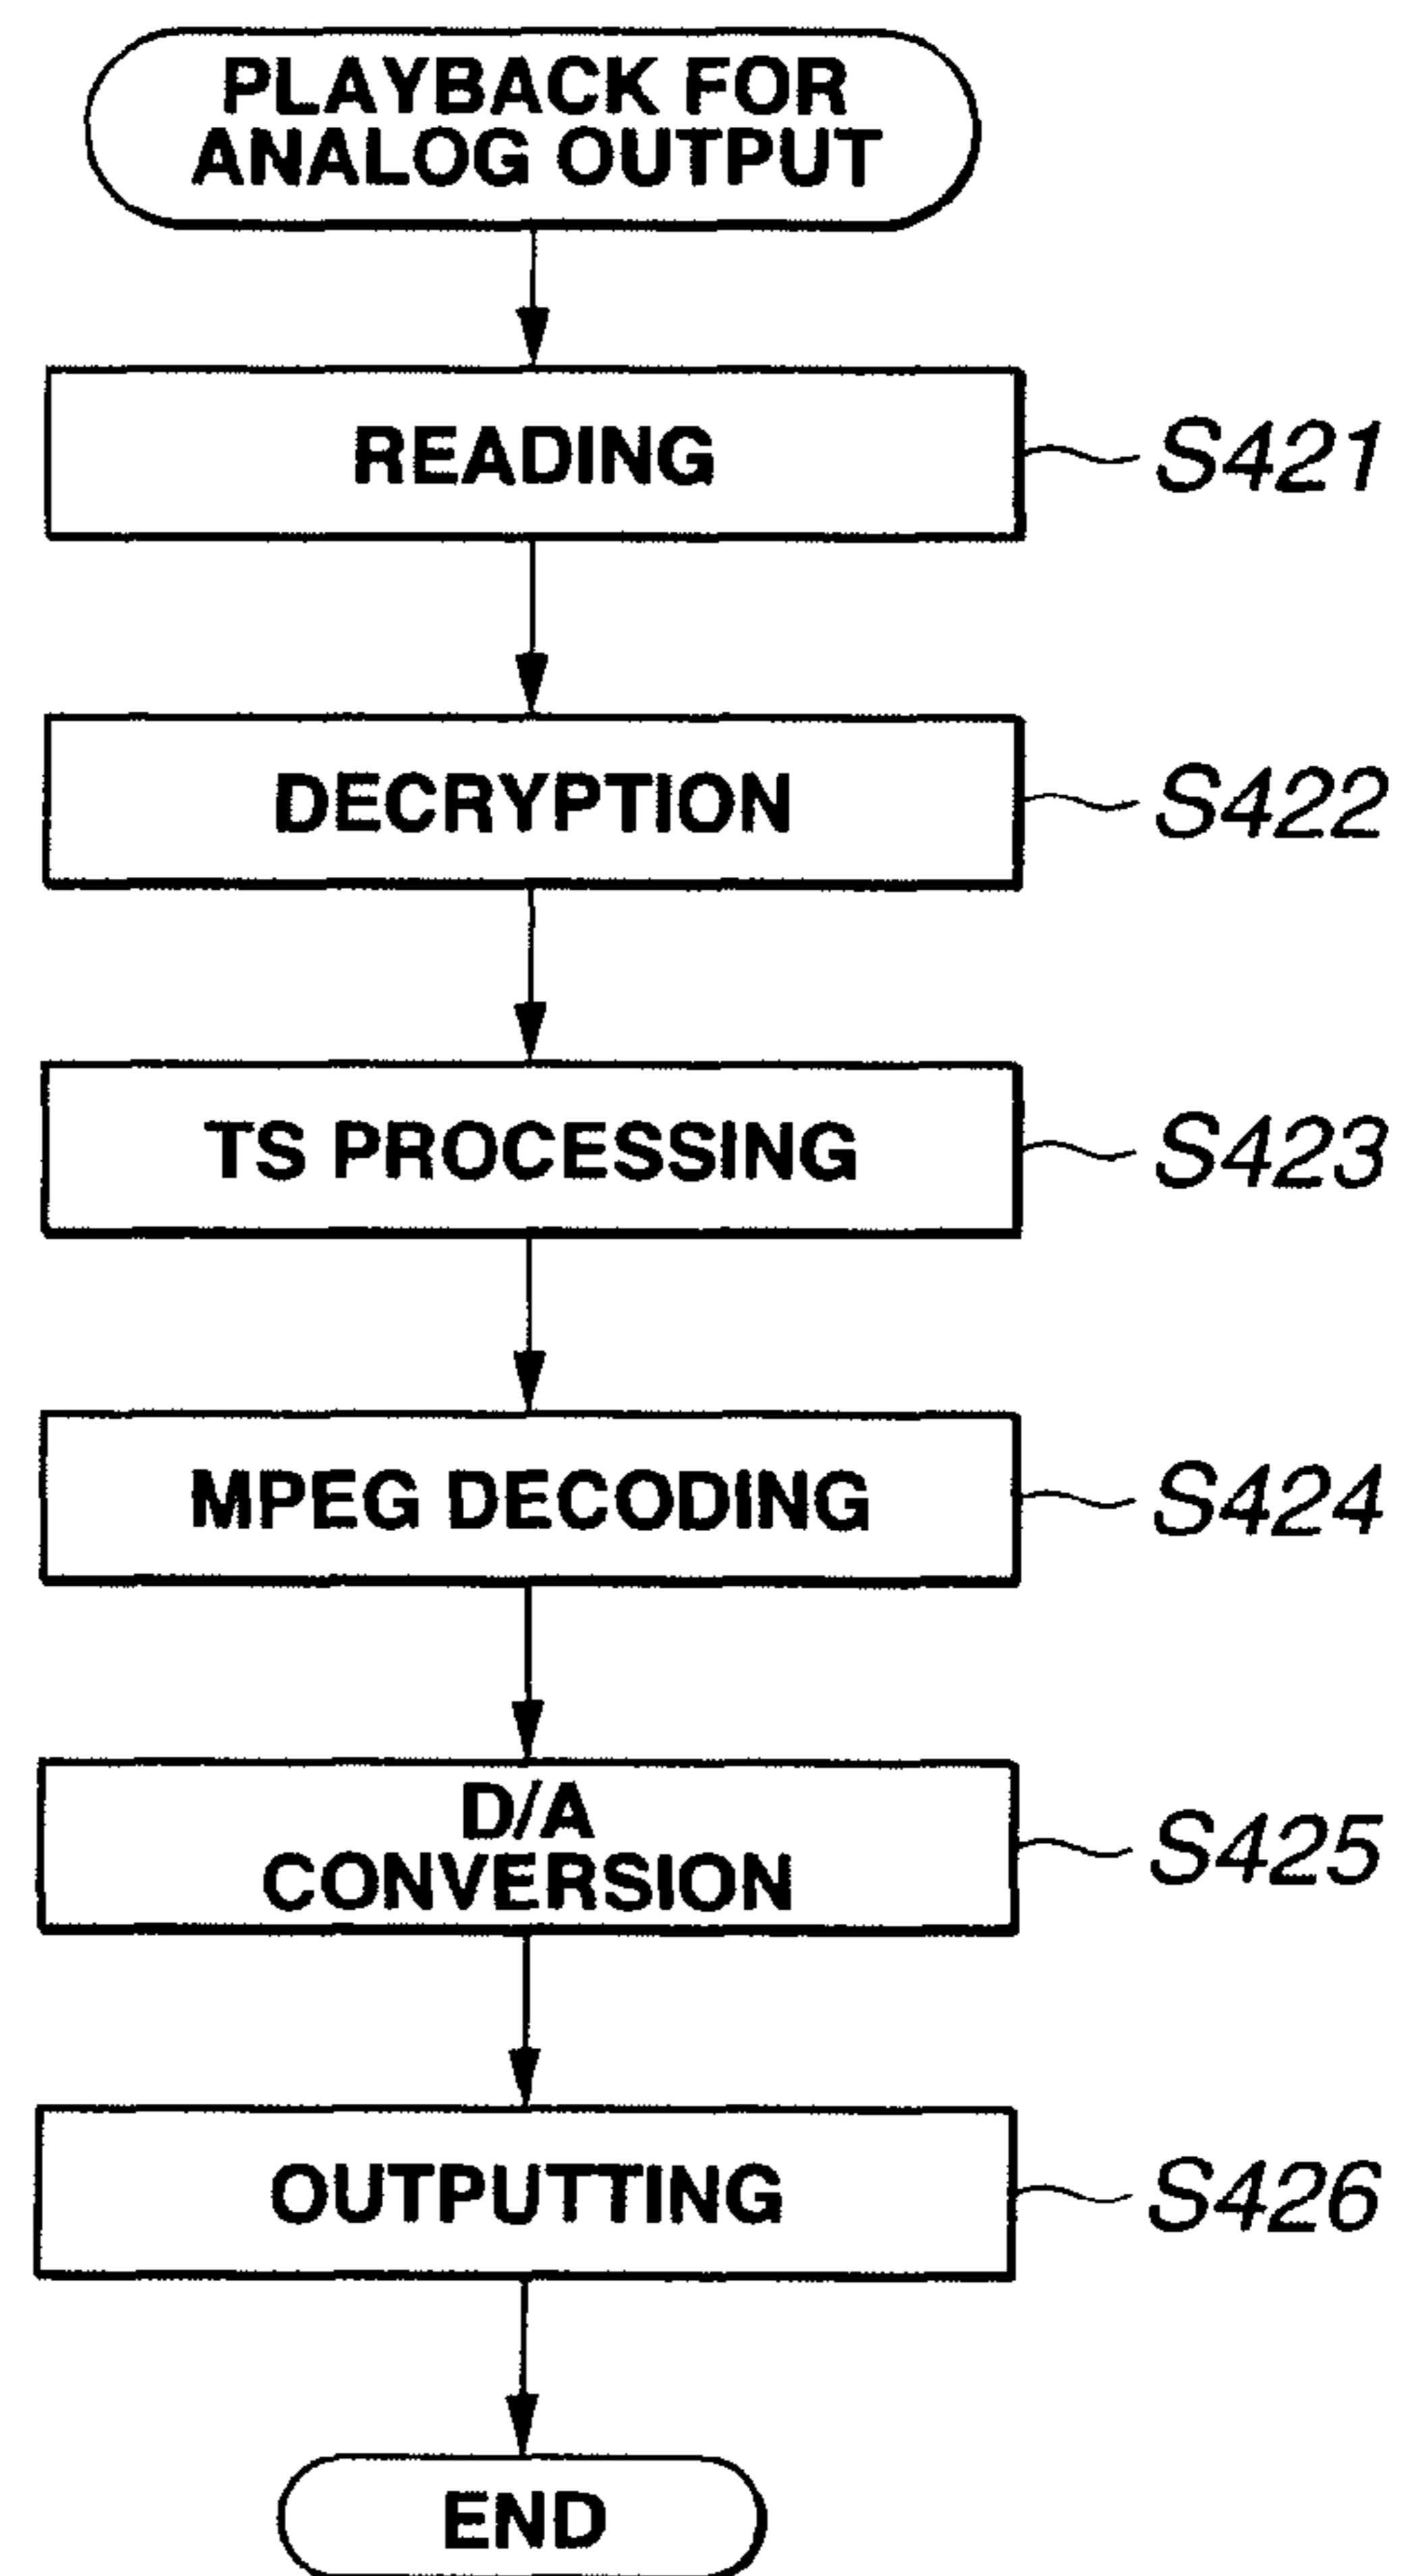 PLAYBACK FOR
ANALOG OUTPUT
READING
S421
DECRYPTION
S422
TS PROCESSING
S423
MPEG DECODING
S424
D/A
CONVERSION
S425
OUTPUTTING
S426
END